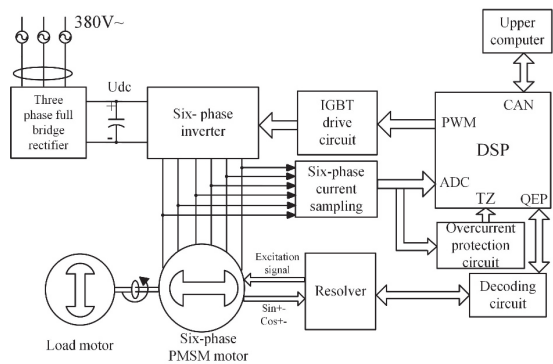 380V~
Three
phase full
bridge
rectifier
Udc
+
-
Six- phase
inverter
IGBT
drive
circuit
Upper
computer
CAN
PWM
DSP
ADC
TZ
QEP
Six-phase
current
sampling
Overcurrent
protection
circuit
Decoding
circuit
Excitation
signal
Sin+-
Cos+-
Resolver
Load motor
Six-phase
PMSM motor